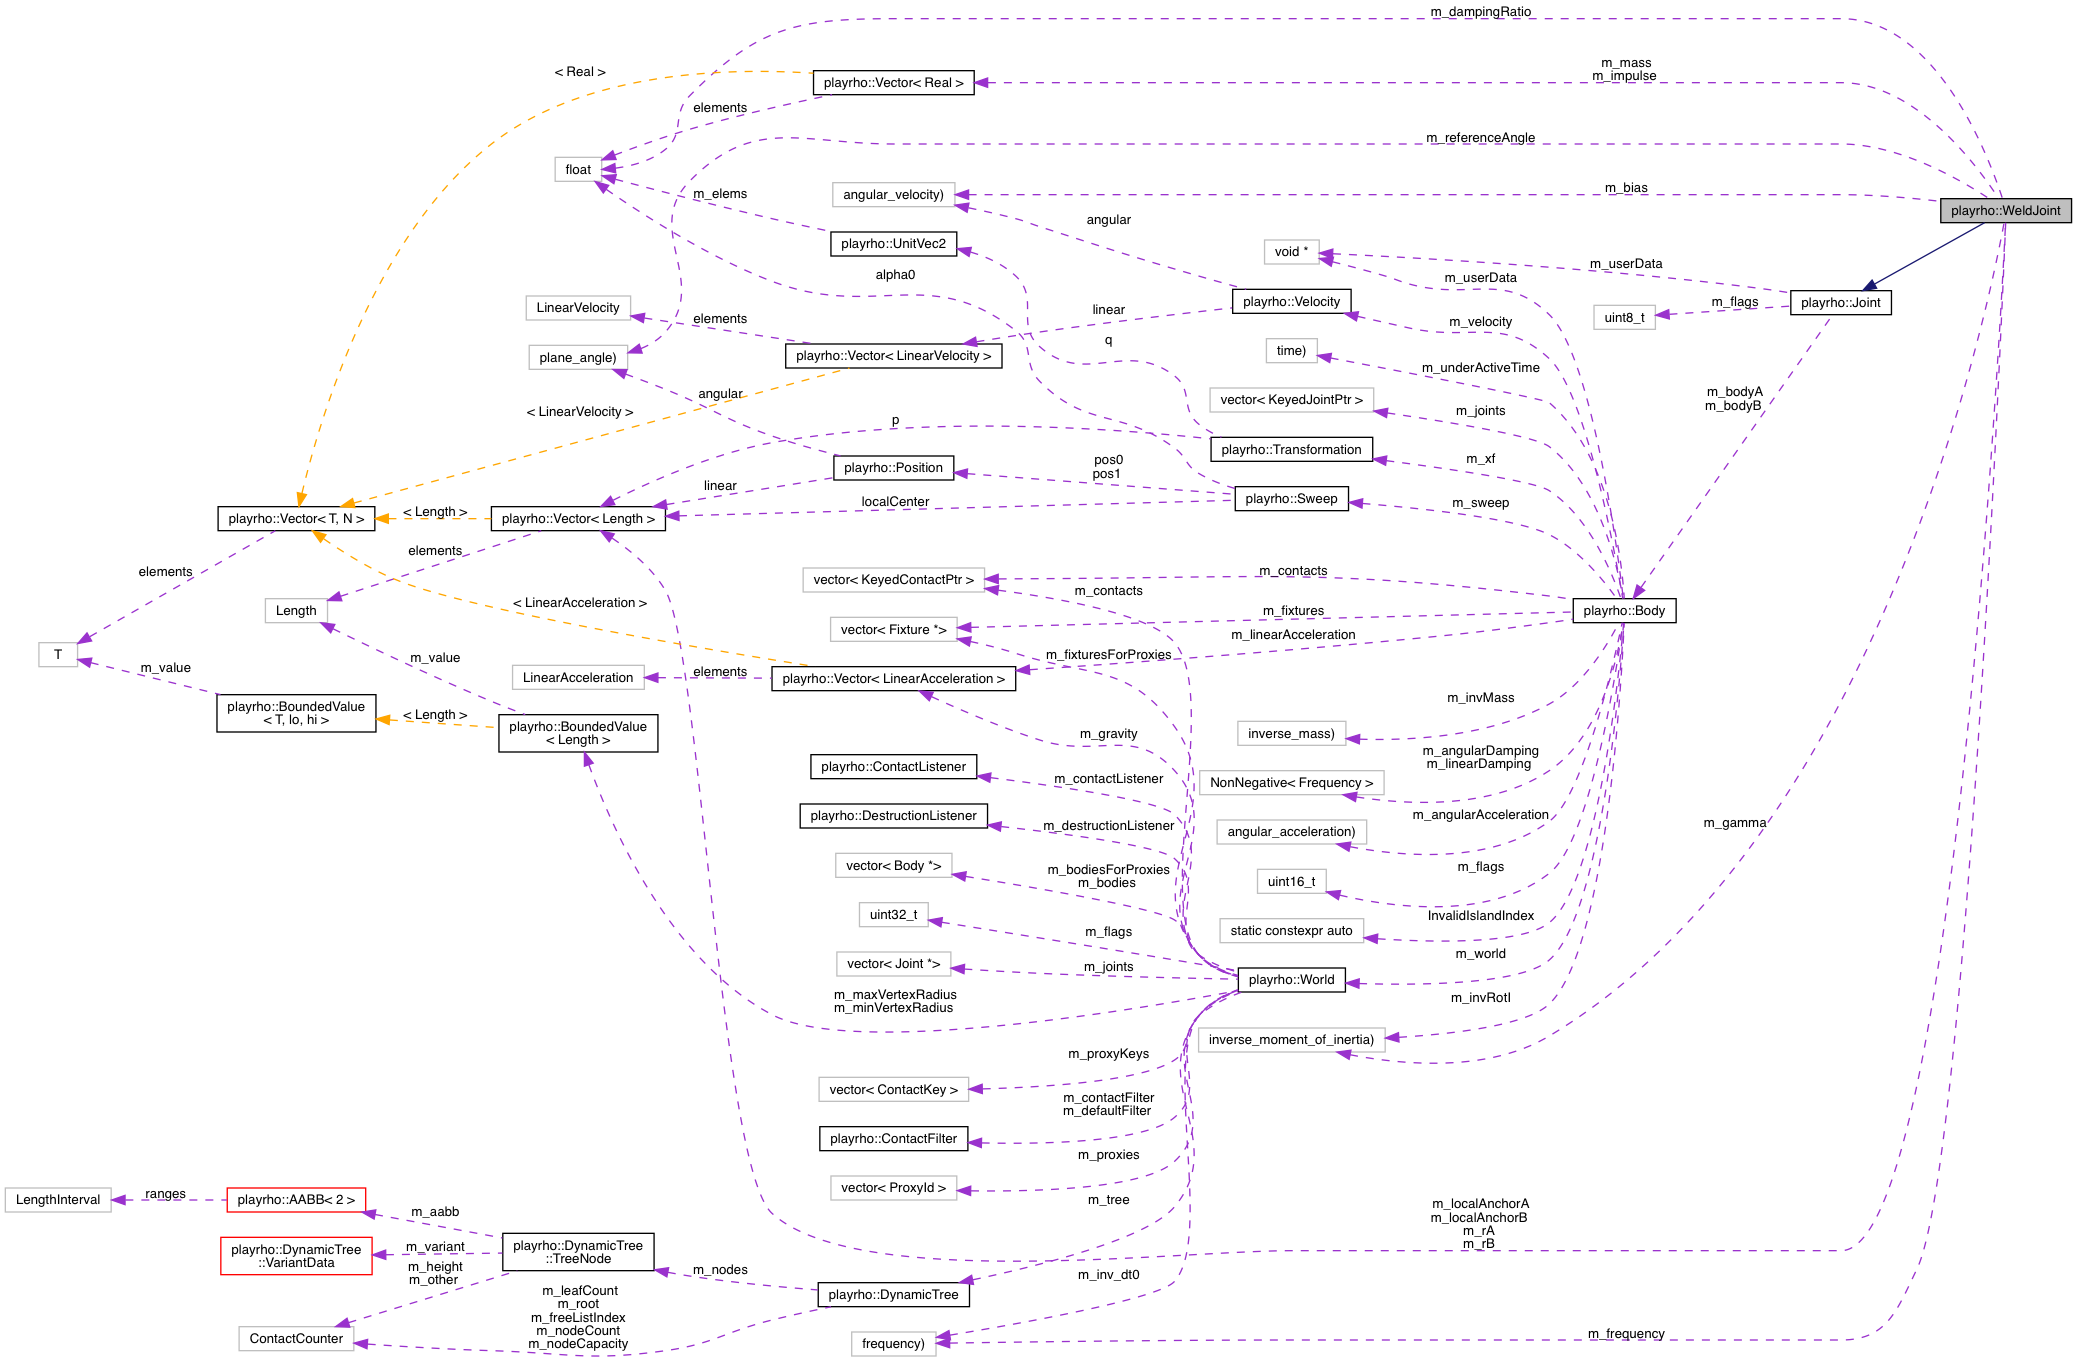 m_dampingRatio
m_mass
m_impulse
< Real >
playrho::Vector< Real >
elements
m_referenceAngle
float
m_elems
angular_velocity)
m_bias
playrho::WeldJoint
angular
playrho::UnitVec2
void *
m_userData
m_userData
alpha0
LinearVelocity
elements
linear
playrho::Velocity
m_velocity
uint8_t
m_flags
playrho::Joint
plane_angle)
playrho::Vector< LinearVelocity >
q
time)
m_underActiveTime
angular
< LinearVelocity >
vector< KeyedJointPtr >
m_joints
m_bodyA
m_bodyB
p
playrho::Transformation
m_xf
playrho::Position
pos0
pos1
linear
localCenter
playrho::Sweep
m_sweep
playrho::Vector< T, N >
< Length >
playrho::Vector< Length >
elements
elements
vector< KeyedContactPtr >
m_contacts
m_contacts
Length
< LinearAcceleration >
m_fixtures
playrho::Body
vector< Fixture *>
m_linearAcceleration
T
m_value
m_value
m_fixturesForProxies
LinearAcceleration
elements
playrho::Vector< LinearAcceleration >
m_invMass
playrho::BoundedValue
< T, lo, hi >
< Length >
playrho::BoundedValue
< Length >
m_gravity
inverse_mass)
m_angularDamping
m_linearDamping
playrho::ContactListener
m_contactListener
NonNegative< Frequency >
playrho::DestructionListener
m_destructionListener
m_angularAcceleration
angular_acceleration)
m_gamma
vector< Body *>
m_bodiesForProxies
m_bodies
m_flags
uint16_t
uint32_t
m_flags
InvalidIslandIndex
static constexpr auto
vector< Joint *>
m_joints
m_world
playrho::World
m_maxVertexRadius
m_minVertexRadius
m_invRotI
inverse_moment_of_inertia)
m_proxyKeys
vector< ContactKey >
m_contactFilter
m_defaultFilter
playrho::ContactFilter
m_proxies
vector< ProxyId >
m_tree
LengthInterval
ranges
playrho::AABB< 2 >
m_aabb
m_localAnchorA
m_localAnchorB
m_rA
m_rB
playrho::DynamicTree
::VariantData
m_variant
playrho::DynamicTree
::TreeNode
m_height
m_other
m_nodes
m_inv_dt0
playrho::DynamicTree
m_leafCount
m_root
m_freeListIndex
m_nodeCount
m_nodeCapacity
ContactCounter
frequency)
m_frequency